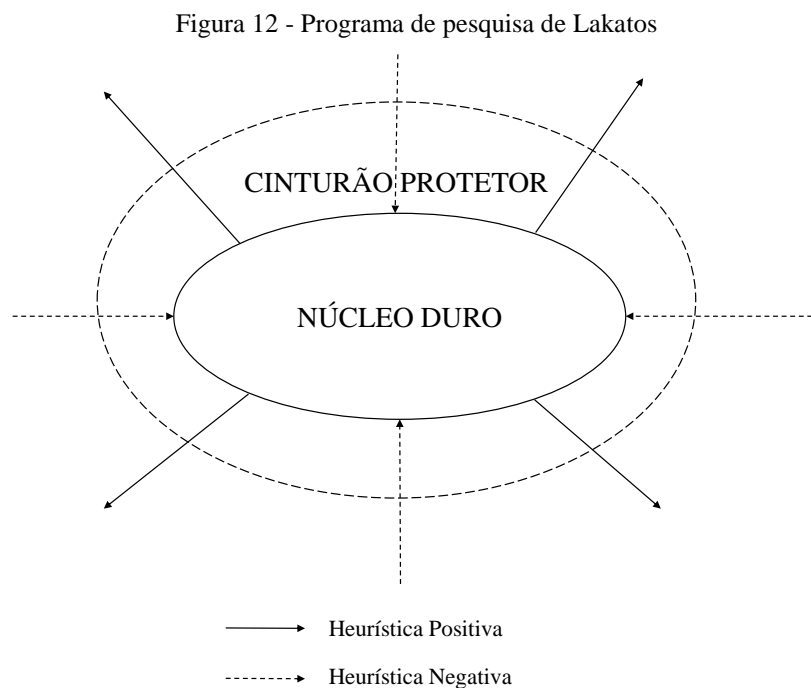 Figura 12 - Programa de pesquisa de Lakatos
CINTURÃO PROTETOR
NÚCLEO DURO
Heurística Positiva
Heurística Negativa